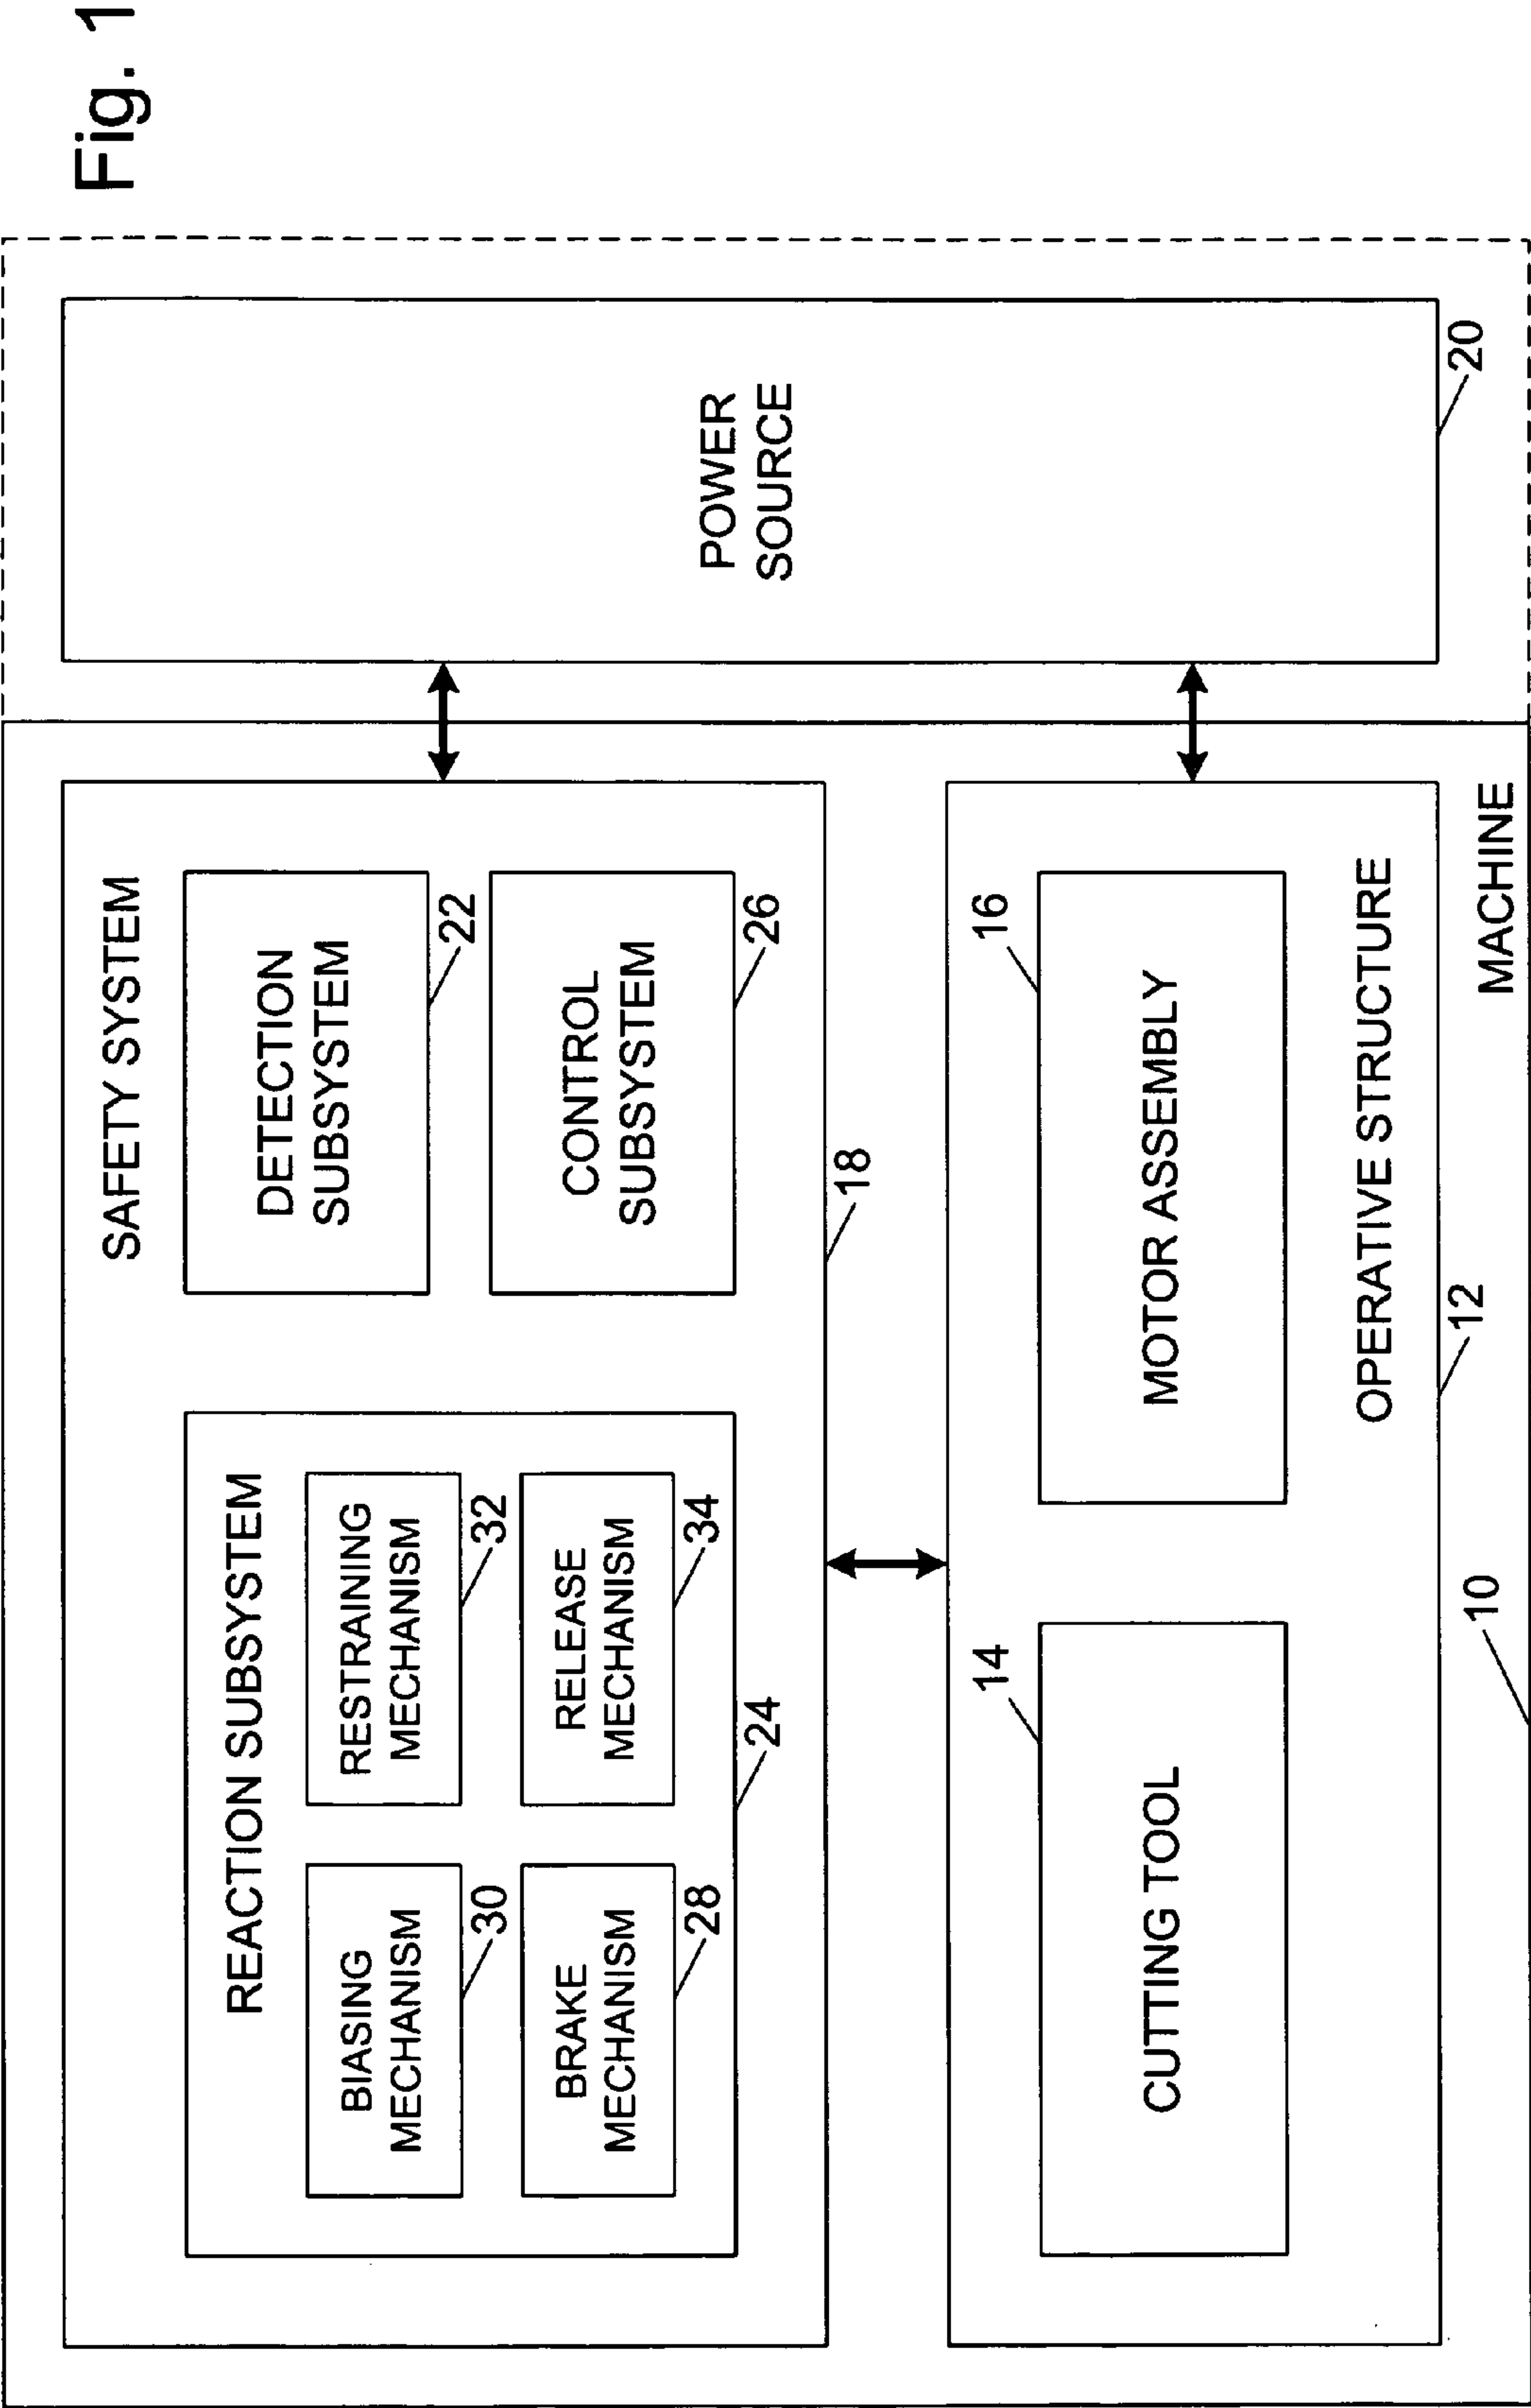 Fig. 1
SAFETY SYSTEM
REACTION SUBSYSTEM
BIASING
MECHANISM
30
RESTRAINING
MECHANISM
32
BRAKE
MECHANISM
28
RELEASE
MECHANISM
34
24
DETECTION
SUBSYSTEM
22
CONTROL
SUBSYSTEM
26
18
POWER
SOURCE
20
14
CUTTING TOOL
16
MOTOR ASSEMBLY
OPERATIVE STRUCTURE
12
MACHINE
10